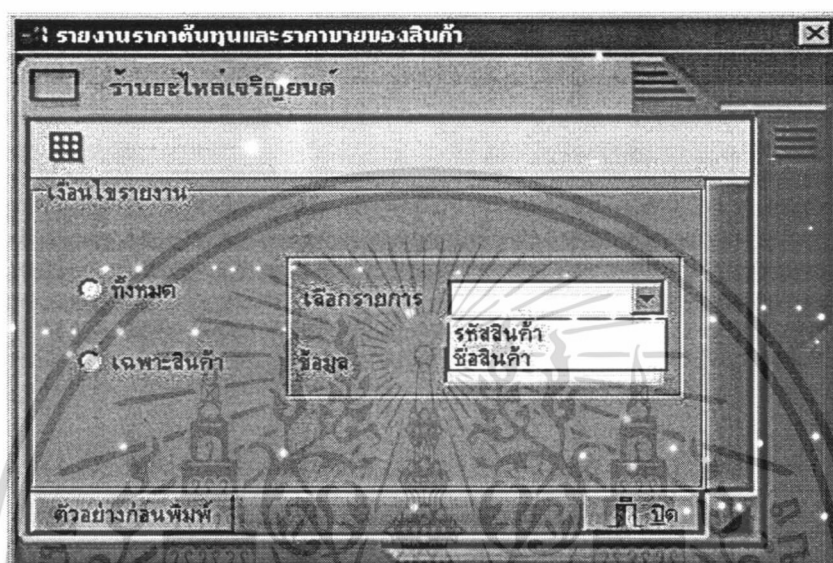 รายงานราคาต้นทุนและราคาขายของสินค้า
ร้านอะไหล่เจริญยนต์
เงื่อนไขรายงาน
ทั้งหมด
เลือกรายการ
รหัสสินค้า
ชื่อสินค้า
เฉพาะสินค้า
ข้อมูล
ตัวอย่างก่อนพิมพ์
ปิด